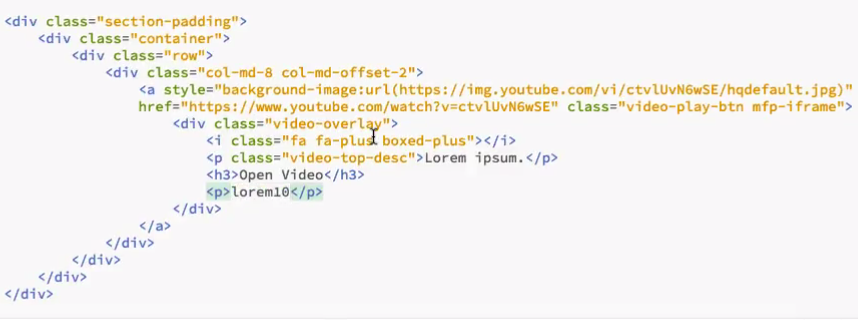 <div class="section-padding">
<div class="container">
<div class="row">
<div class="col-md-8 col-md-offset-2">
<a style="background-image:url(https://img.youtube.com/vi/ctvlUvN6wSE/hqdefault.jpg)"
href="https://www.youtube.com/watch?v=ctvlUvN6wSE" class="video-play-btn mfp-iframe">
<div class="video-overlay">
<i class="fa fa-plus boxed-plus"></i>
<p class="video-top-desc">Lorem ipsum.</p>
<h3>Open Video</h3>
<p>lorem10</p>
</div>
</a>
</div>
</div>
</div>
</div>